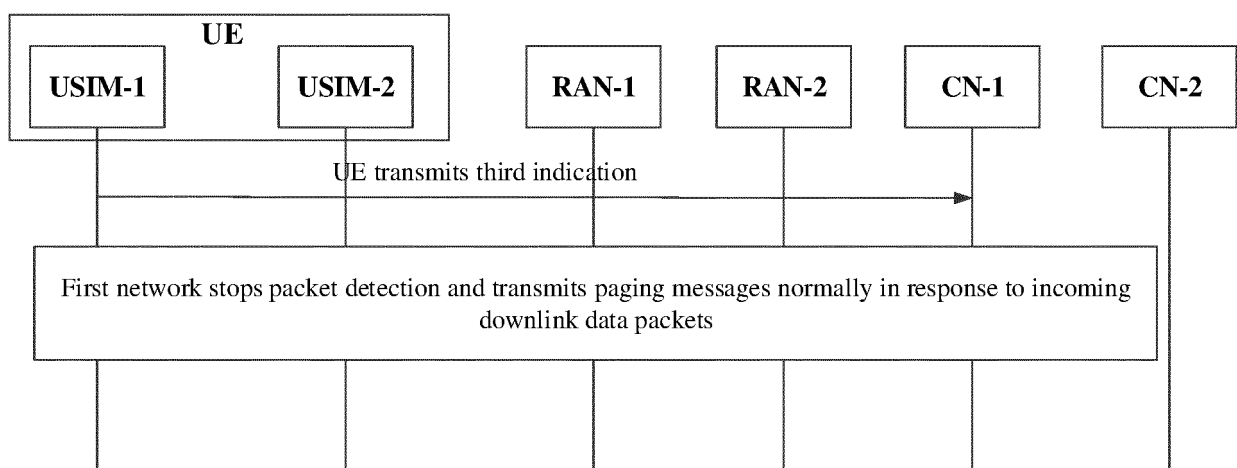 UE
USIM-1
USIM-2
RAN-1
RAN-2
CN-1
CN-2
UE transmits third indication
First network stops packet detection and transmits paging messages normally in response to incoming
downlink data packets